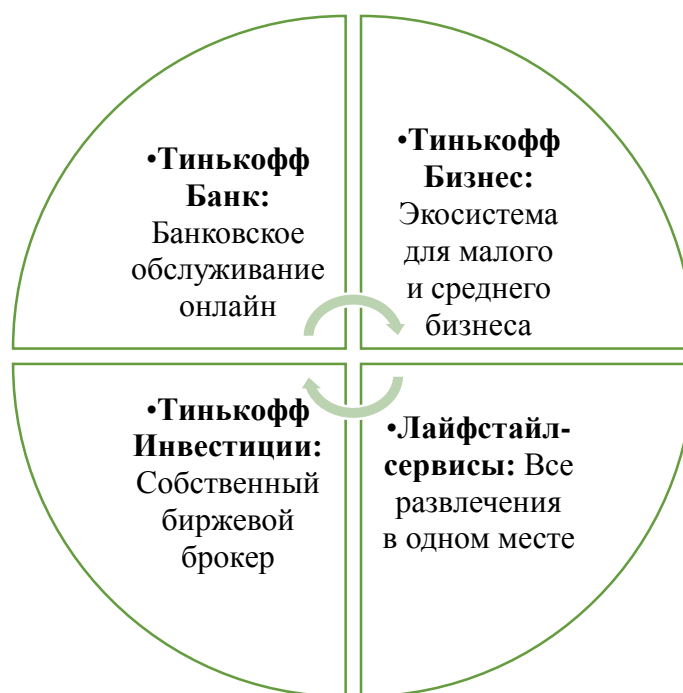 •Тинькофф
Банк:
Банковское
обслуживание
онлайн
•Тинькофф
Бизнес:
Экосистема
для малого
и среднего
бизнеса
•Тинькофф
Инвестиции:
Собственный
биржевой
брокер
•Лайфстайл-
сервисы: Все
развлечения
в одном месте